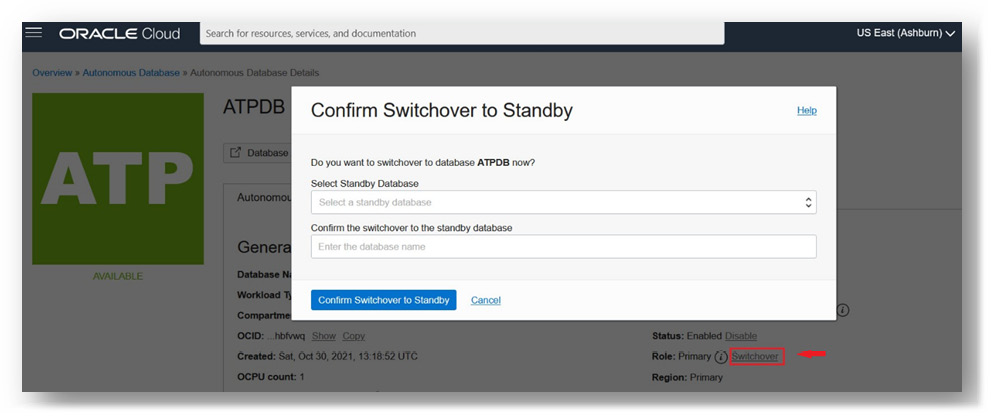 ORACLE Cloud
Search for resources, services, and documentation
US East (Ashburn)
Overview » Autonomous Database » Autonomous Database Details
ATP
AVAILABLE
ATPDB
Database
Autonomou
Genera
Database Na
Workload Ty
Compartme
OCID: ...hbfvwq Show Copy
Created: Sat, Oct 30, 2021, 13:18:52 UTC
OCPU count: 1
Confirm Switchover to Standby
Help
Do you want to switchover to database ATPDB now?
Select Standby Database
Select a standby database
Confirm the switchover to the standby database
Enter the database name
Confirm Switchover to Standby
Cancel
Status: Enabled Disable
Role: Primary i Switchover
Region: Primary